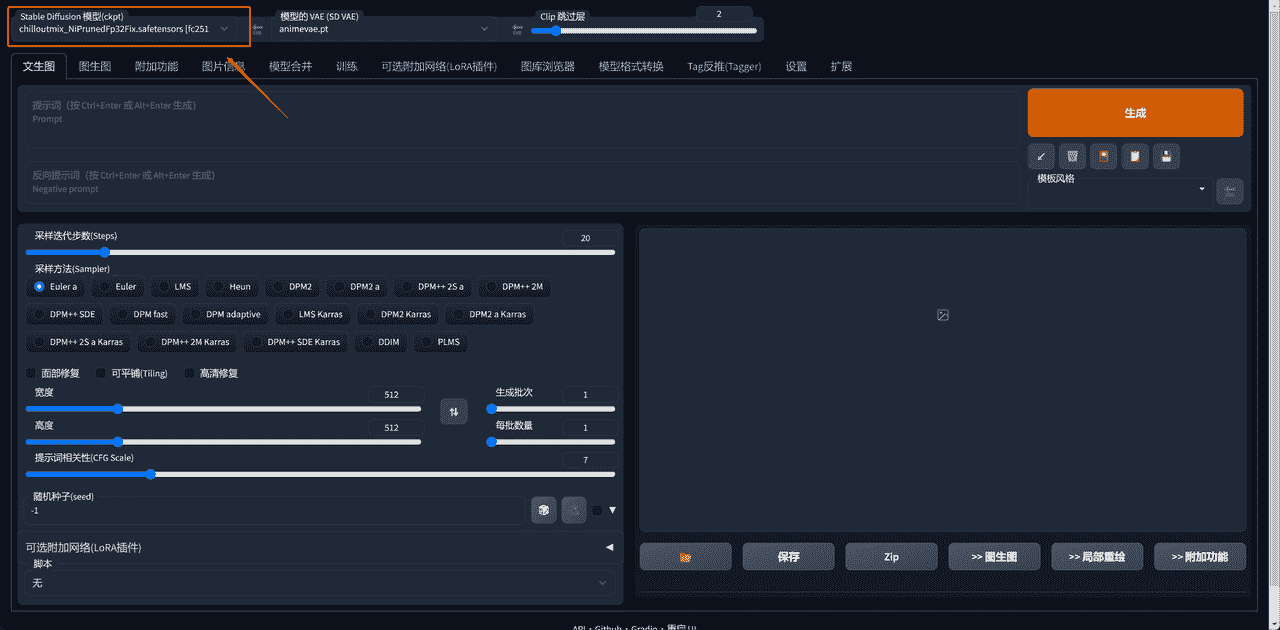 Stable Diffusion 模型(ckpt)
chilloutmix_NiPrunedFp32Fix.safetensors [fc251
模型的 VAE (SD VAE)
animevae.pt
Clip 跳过层
2
文生图 图生图 附加功能 图片信息 模型合并 训练 可选附加网络(LoRA插件) 图库浏览器 模型格式转换 Tag反推(Tagger) 设置 扩展
提示词（按 Ctrl+Enter 或 Alt+Enter 生成）
Prompt
生成
反向提示词（按 Ctrl+Enter 或 Alt+Enter 生成）
Negative prompt
模板风格
采样迭代步数(Steps)
20
采样方法(Sampler)
Euler a Euler LMS Heun DPM2 DPM2 a DPM++ 2S a DPM++ 2M
DPM++ SDE DPM fast DPM adaptive LMS Karras DPM2 Karras DPM2 a Karras
DPM++ 2S a Karras DPM++ 2M Karras DPM++ SDE Karras DDIM PLMS
面部修复 可平铺(Tiling) 高清修复
宽度 512
生成批次 1
高度 512
每批数量 1
提示词相关性(CFG Scale)
7
随机种子(seed)
-1
可选附加网络(LoRA插件)
脚本
无
保存 Zip >> 图生图 >> 局部重绘 >> 附加功能
API · Github · Gradio · 重启UI